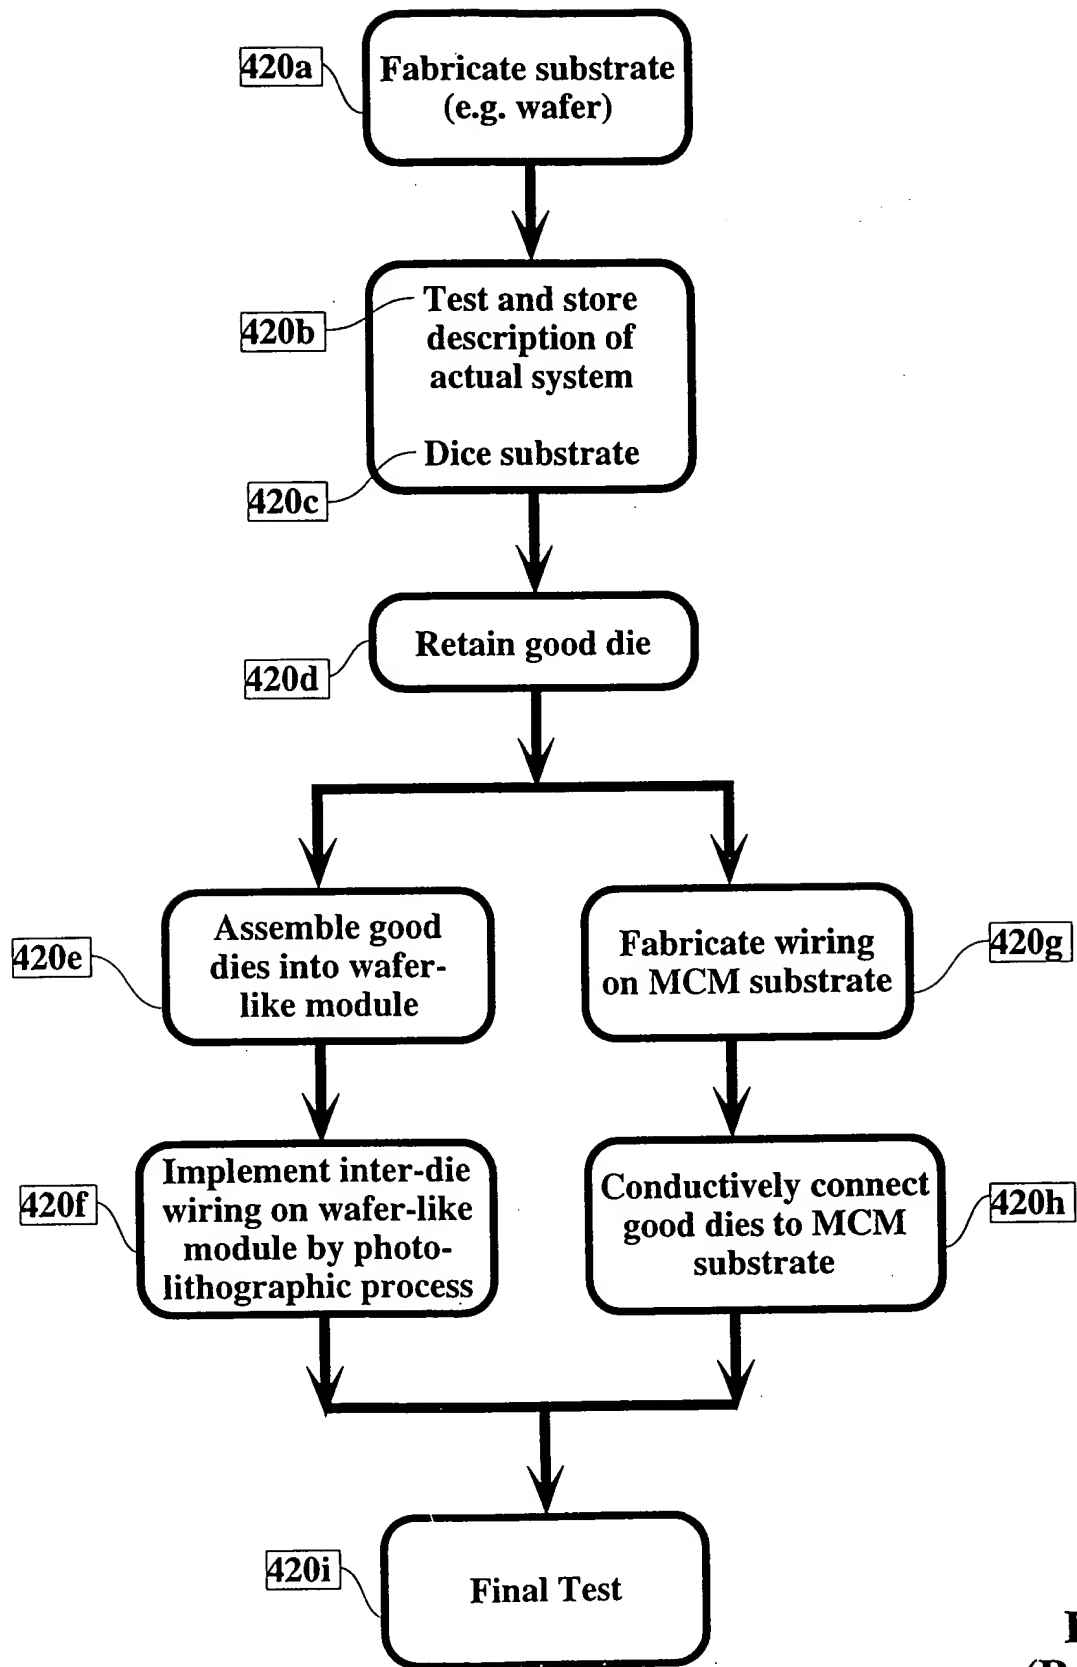 420a
Fabricate substrate
(e.g. wafer)
420b
Test and store
description of
actual system
420c
Dice substrate
420d
Retain good die
420e
Assemble good
dies into wafer-
like module
420g
Fabricate wiring
on MCM substrate
420f
Implement inter-die
wiring on wafer-like
module by photo-
lithographic process
420h
Conductively connect
good dies to MCM
substrate
420i
Final Test